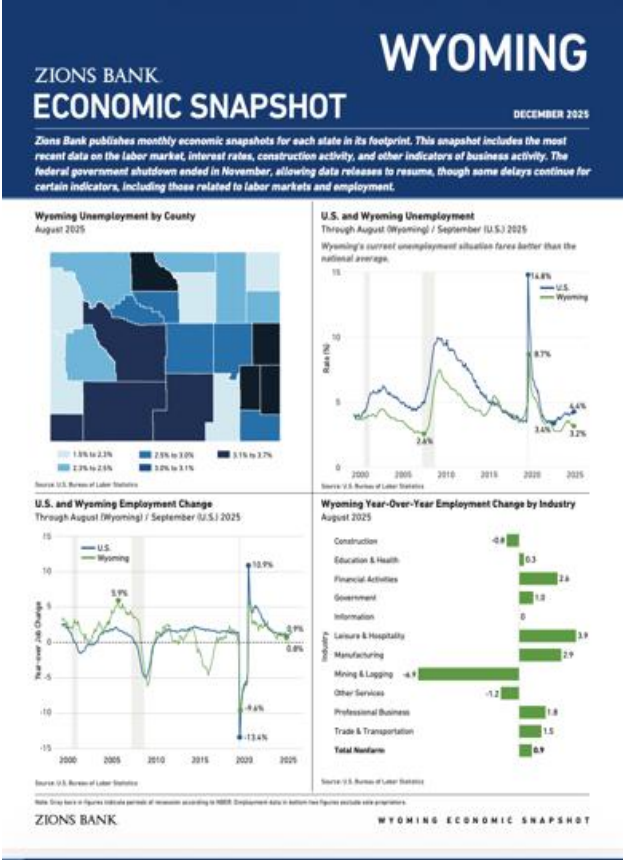 WYOMING
ZIONS BANK
ECONOMIC SNAPSHOT
DECEMBER 2025
Zions Bank publishes monthly economic snapshots for each state in its footprint. This snapshot includes the most
recent data on the labor market, interest rates, construction activity, and other indicators of business activity. The
federal government shutdown ended in November, allowing data releases to resume, though some delays continue for
certain indicators, including those related to labor markets and employment.
Wyoming Unemployment by County
August 2025
1.5% to 2.3%
2.5% to 3.0%
3.1% to 3.7%
2.3% to 2.5%
3.0% to 3.1%
Source: U.S. Bureau of Labor Statistics
U.S. and Wyoming Unemployment
Through August (Wyoming) / September (U.S.) 2025
Wyoming's current unemployment situation fares better than the
national average.
15
14.8%
U.S.
Wyoming
10
8.7%
Rate (%)
5
4.4%
3.4%
3.2%
2.6%
0
2000 2005 2010 2015 2020 2025
Source: U.S. Bureau of Labor Statistics
U.S. and Wyoming Employment Change
Through August (Wyoming) / September (U.S.) 2025
15
U.S.
Wyoming
10
10.9%
5.9%
5
Year-over Job Change
0.9%
0
0.8%
-5
-9.6%
-10
-13.4%
-15
2000 2005 2010 2015 2020 2025
Source: U.S. Bureau of Labor Statistics
Wyoming Year-Over-Year Employment Change by Industry
August 2025
Industry
Construction -0.8
Education & Health 0.3
Financial Activities 2.6
Government 1.0
Information 0
Leisure & Hospitality 3.9
Manufacturing 2.9
Mining & Logging -6.9
Other Services -1.2
Professional Business 1.8
Trade & Transportation 1.5
Total Nonfarm 0.9
Source: U.S. Bureau of Labor Statistics
Note: Gray bars in figures indicate periods of recession according to NBER. Employment data in bottom two figures exclude sole proprietors.
ZIONS BANK
WYOMING ECONOMIC SNAPSHOT